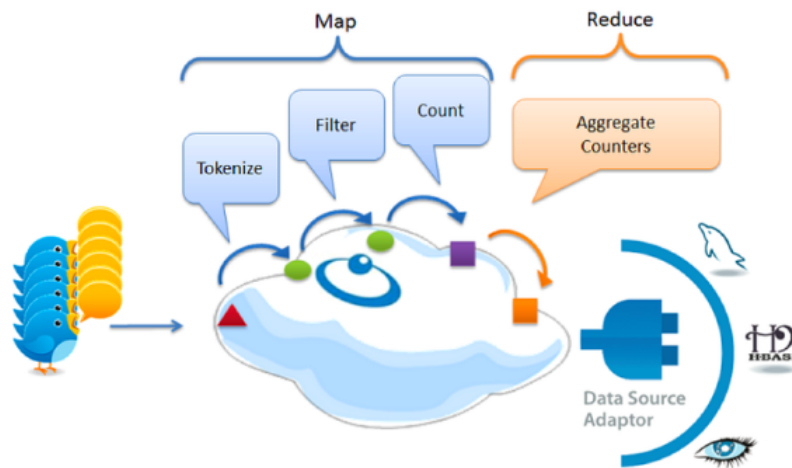 Map
Reduce
Tokenize
Filter
Count
Aggregate
Counters
Data Source
Adaptor
HBASE